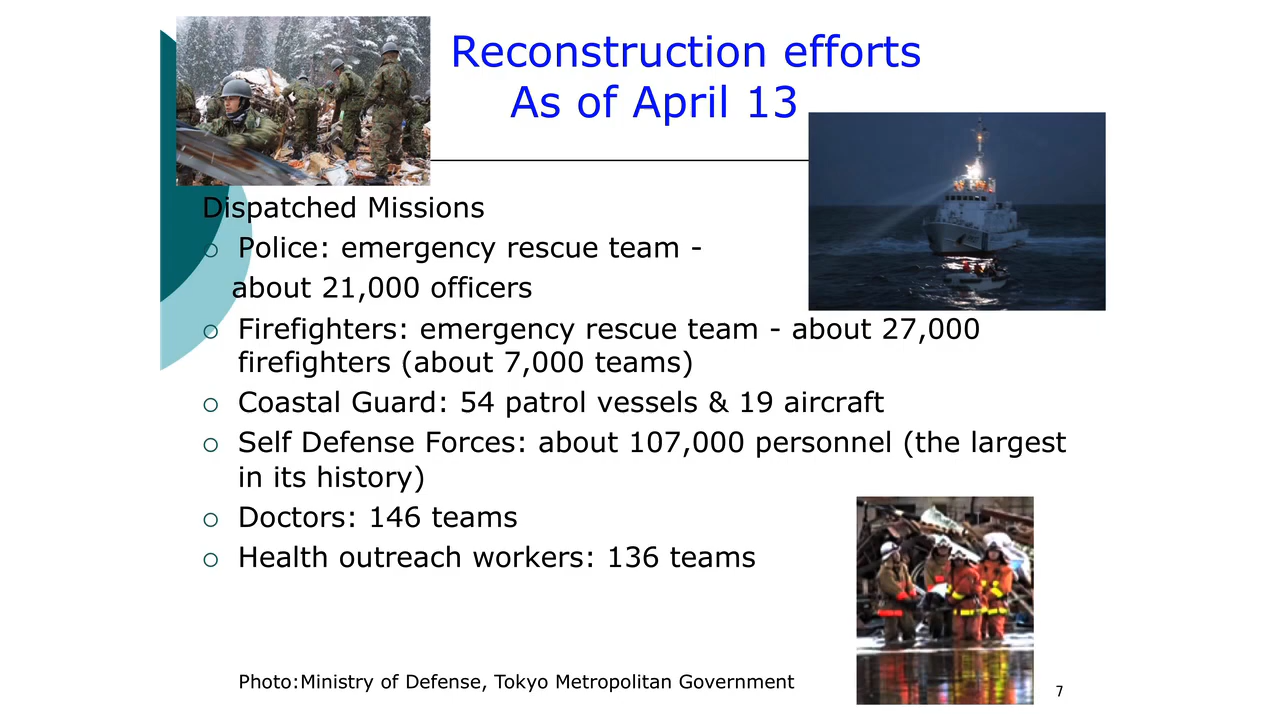 Reconstruction efforts
As of April 13
Dispatched Missions
Police: emergency rescue team -
about 21,000 officers
Firefighters: emergency rescue team - about 27,000
firefighters (about 7,000 teams)
Coastal Guard: 54 patrol vessels & 19 aircraft
Self Defense Forces: about 107,000 personnel (the largest
in its history)
Doctors: 146 teams
Health outreach workers: 136 teams
Photo:Ministry of Defense, Tokyo Metropolitan Government
7